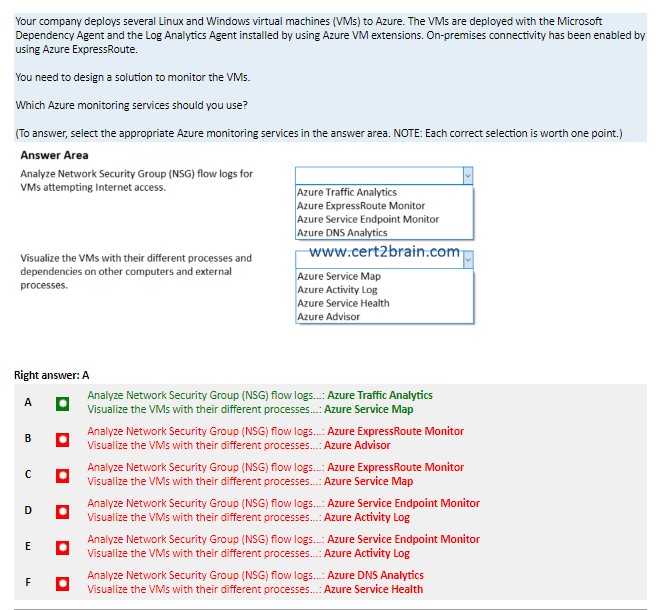 Your company deploys several Linux and Windows virtual machines (VMs) to Azure. The VMs are deployed with the Microsoft
Dependency Agent and the Log Analytics Agent installed by using Azure VM extensions. On-premises connectivity has been enabled by
using Azure ExpressRoute.
You need to design a solution to monitor the VMs.
Which Azure monitoring services should you use?
(To answer, select the appropriate Azure monitoring services in the answer area. NOTE: Each correct selection is worth one point.)
Answer Area
Analyze Network Security Group (NSG) flow logs for
VMs attempting Internet access.
Azure Traffic Analytics
Azure ExpressRoute Monitor
Azure Service Endpoint Monitor
Azure DNS Analytics
www.cert2brain.com
Visualize the VMs with their different processes and
dependencies on other computers and external
processes.
Azure Service Map
Azure Activity Log
Azure Service Health
Azure Advisor
Right answer: A
A
Analyze Network Security Group (NSG) flow logs...: Azure Traffic Analytics
Visualize the VMs with their different processes...: Azure Service Map
B
Analyze Network Security Group (NSG) flow logs...: Azure ExpressRoute Monitor
Visualize the VMs with their different processes...: Azure Advisor
C
Analyze Network Security Group (NSG) flow logs...: Azure ExpressRoute Monitor
Visualize the VMs with their different processes...: Azure Service Map
D
Analyze Network Security Group (NSG) flow logs...: Azure Service Endpoint Monitor
Visualize the VMs with their different processes...: Azure Activity Log
E
Analyze Network Security Group (NSG) flow logs...: Azure Service Endpoint Monitor
Visualize the VMs with their different processes...: Azure Activity Log
F
Analyze Network Security Group (NSG) flow logs...: Azure DNS Analytics
Visualize the VMs with their different processes...: Azure Service Health